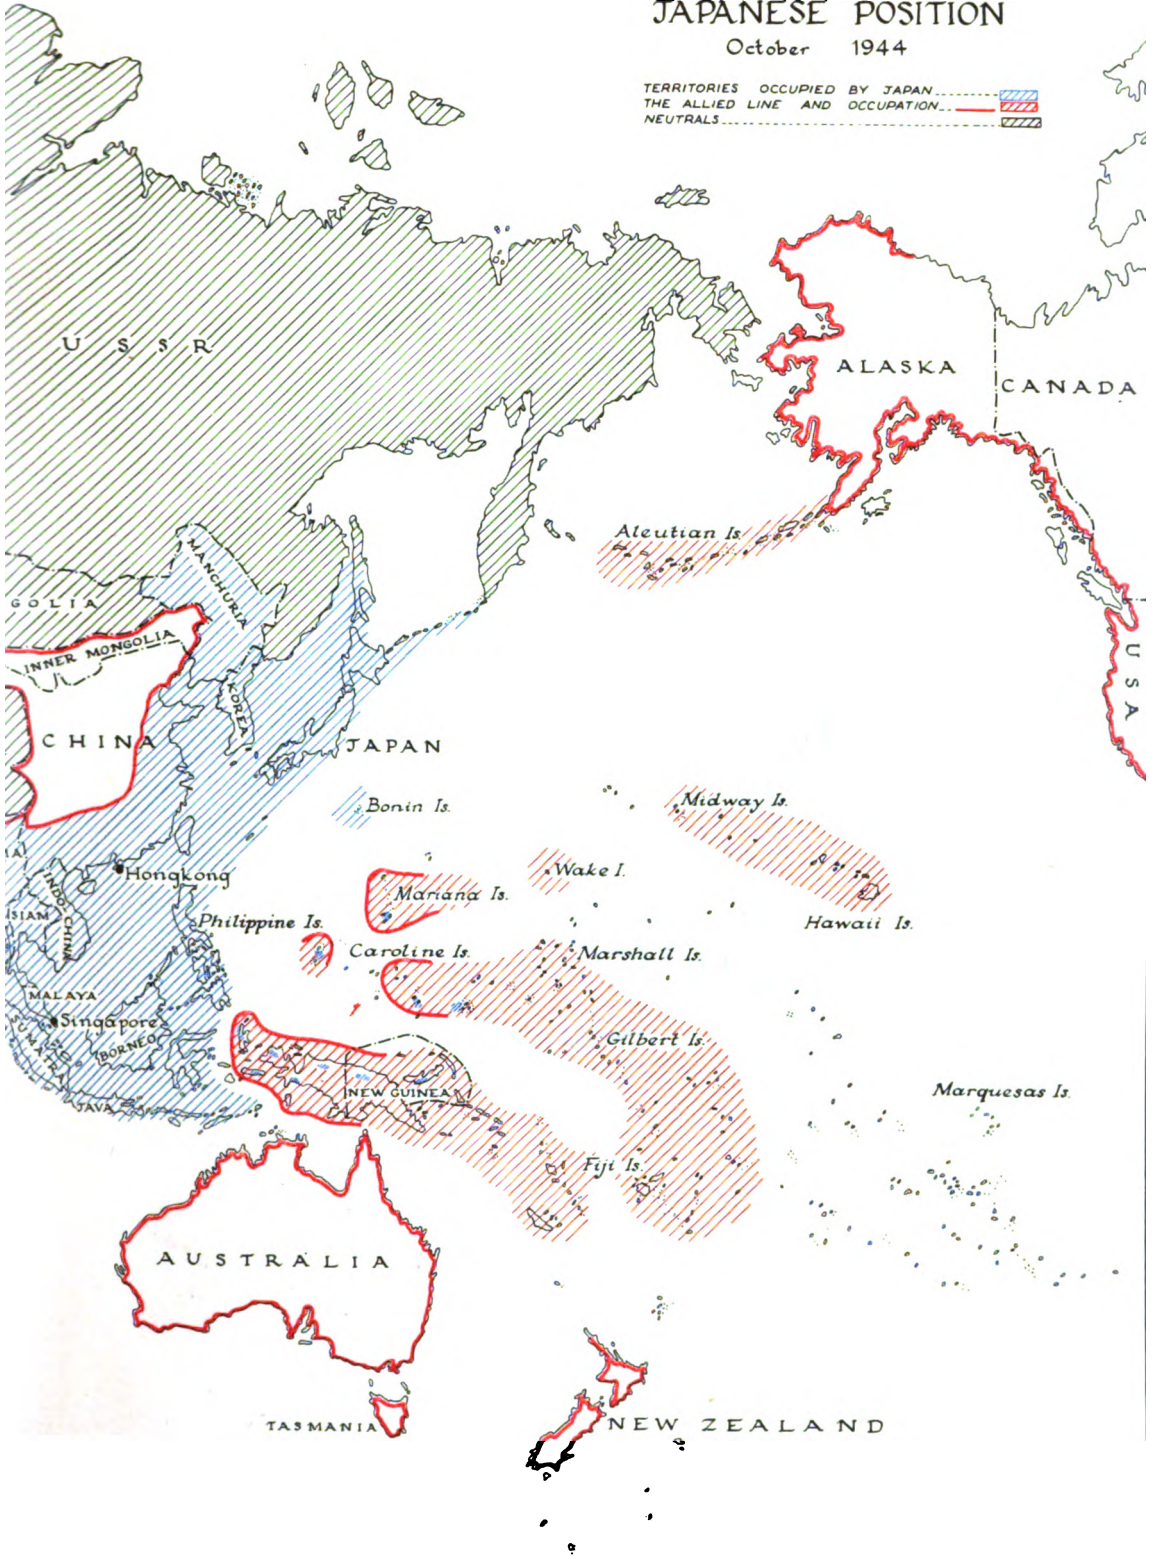 JAPANESE POSITION
October 1944
TERRITORIES OCCUPIED BY JAPAN
THE ALLIED LINE AND OCCUPATION
NEUTRALS
USSR
ALASKA
CANADA
Aleutian Is.
MANCHURIA
GOLIA
INNER MONGOLIA
KOREA
USA
CHINA
JAPAN
Bonin Is.
Midway Is.
A
Hongkong
INDO-CHINA
Wake I.
Mariana Is.
SIAM
Philippine Is.
Hawaii Is.
Caroline Is.
Marshall Is.
MALAYA
Singapore
SUMATRA
BORNEO
Gilbert Is.
NEW GUINEA
Marquesas Is.
JAVA
Fiji Is.
AUSTRALIA
TASMANIA
NEW ZEALAND